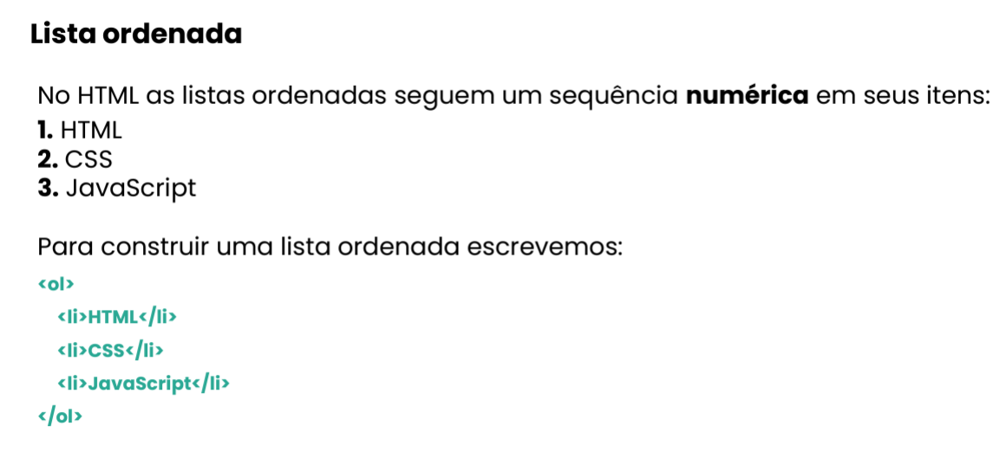 Lista ordenada
No HTML as listas ordenadas seguem um sequência numérica em seus itens:
1. HTML
2. CSS
3. JavaScript
Para construir uma lista ordenada escrevemos:
<ol>
<li>HTML</li>
<li>CSS</li>
<li>JavaScript</li>
</ol>